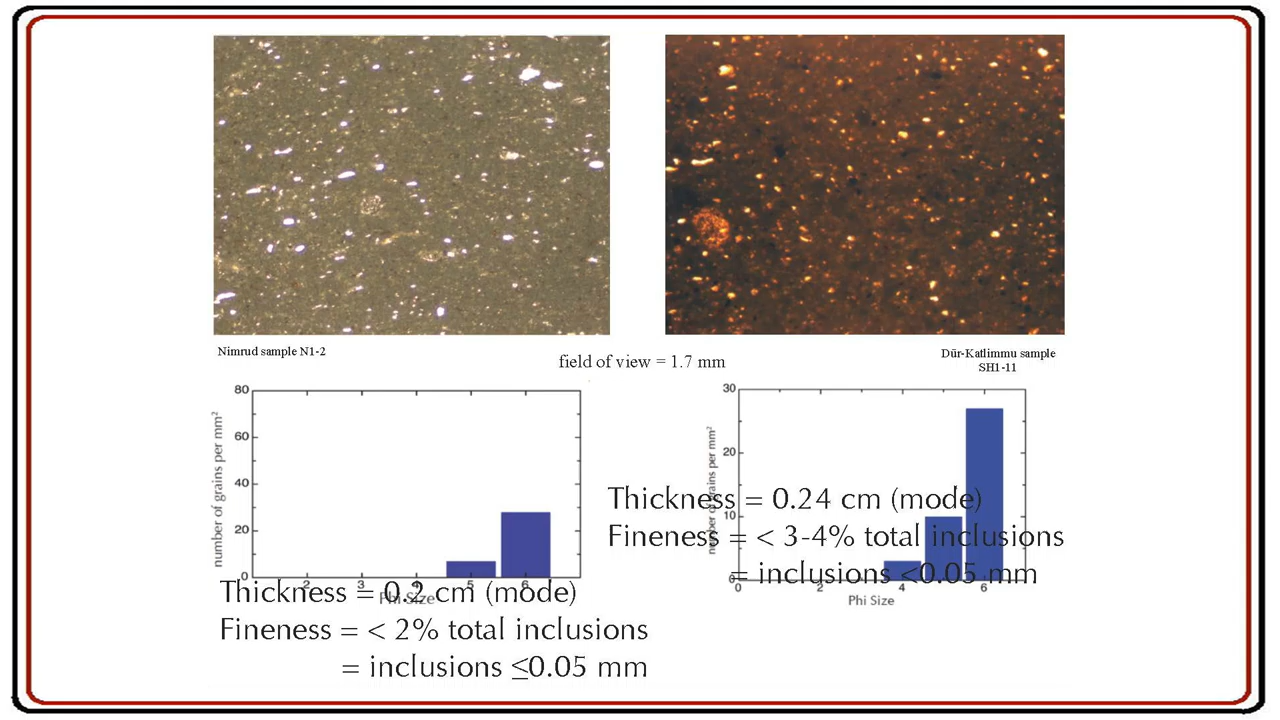 Nimrud sample N1-2
Dūr-Katlimmu sample
SH1-11
field of view = 1.7 mm
80
60
40
20
0
number of grains per mm²
2
3
4
5
6
Phi Size
Thickness = 0.2 cm (mode)
Fineness = < 2% total inclusions
= inclusions ≤0.05 mm
30
20
10
0
number of grains per mm²
0
2
4
6
Phi Size
Thickness = 0.24 cm (mode)
Fineness = < 3-4% total inclusions
= inclusions <0.05 mm